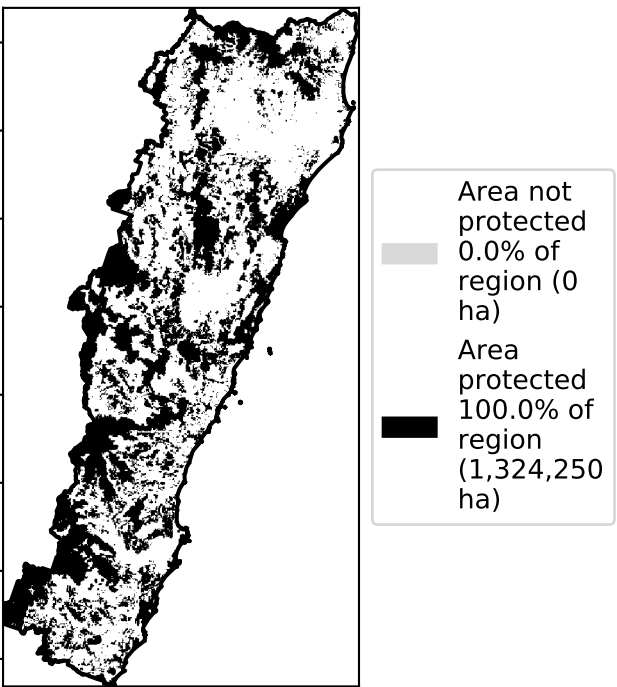 Area not
protected
0.0% of
region (0
ha)
Area
protected
100.0% of
region
(1,324,250
ha)